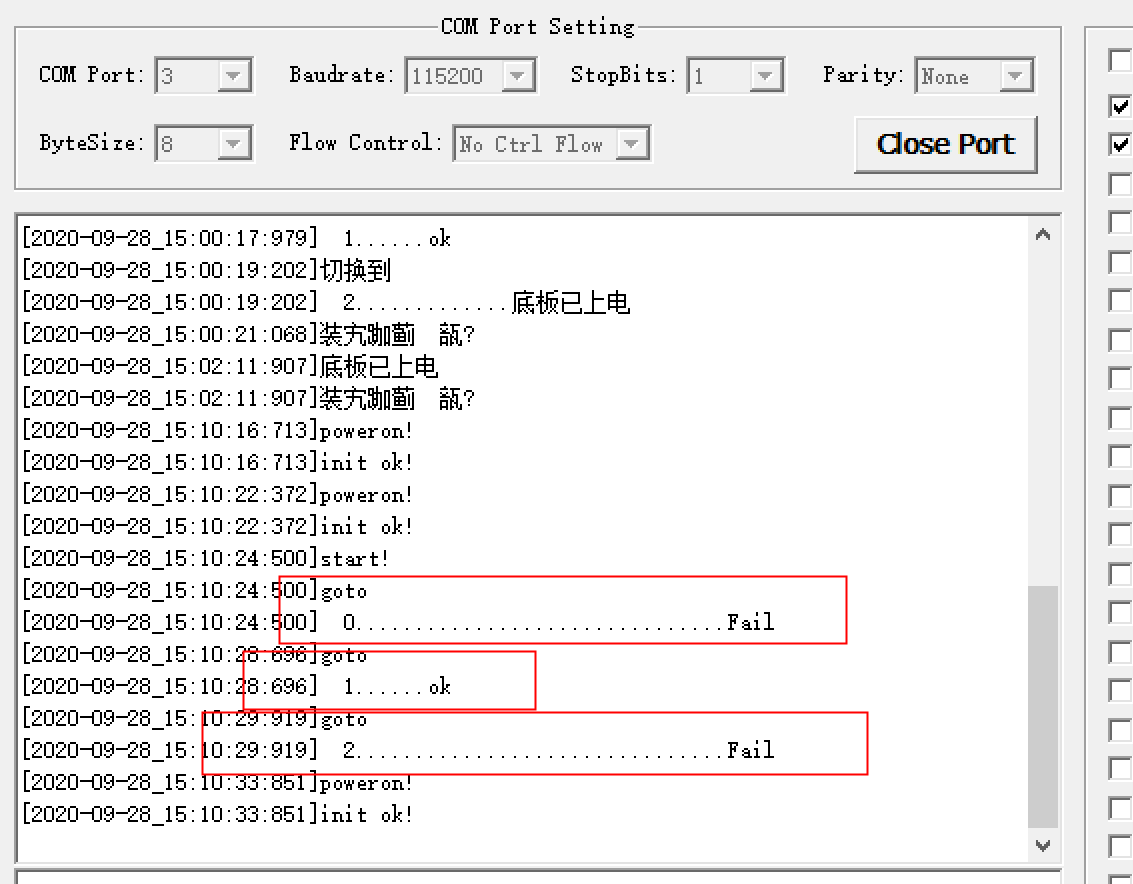 COM Port Setting
COM Port: 3 Baudrate: 115200 StopBits: 1 Parity: None
ByteSize: 8 Flow Control: No Ctrl Flow Close Port
[2020-09-28_15:00:17:979] 1......ok
[2020-09-28_15:00:19:202]切换到
[2020-09-28_15:00:19:202] 2.............底板已上电
[2020-09-28_15:00:21:068]装
[2020-09-28_15:02:11:907]底板已上电
[2020-09-28_15:02:11:907]装
[2020-09-28_15:10:16:713]poweron!
[2020-09-28_15:10:16:713]init ok!
[2020-09-28_15:10:22:372]poweron!
[2020-09-28_15:10:22:372]init ok!
[2020-09-28_15:10:24:500]start!
[2020-09-28_15:10:24:500]goto
[2020-09-28_15:10:24:500] 0...............................Fail
[2020-09-28_15:10:28:696]goto
[2020-09-28_15:10:28:696] 1......ok
[2020-09-28_15:10:29:919]goto
[2020-09-28_15:10:29:919] 2...............................Fail
[2020-09-28_15:10:33:851]poweron!
[2020-09-28_15:10:33:851]init ok!